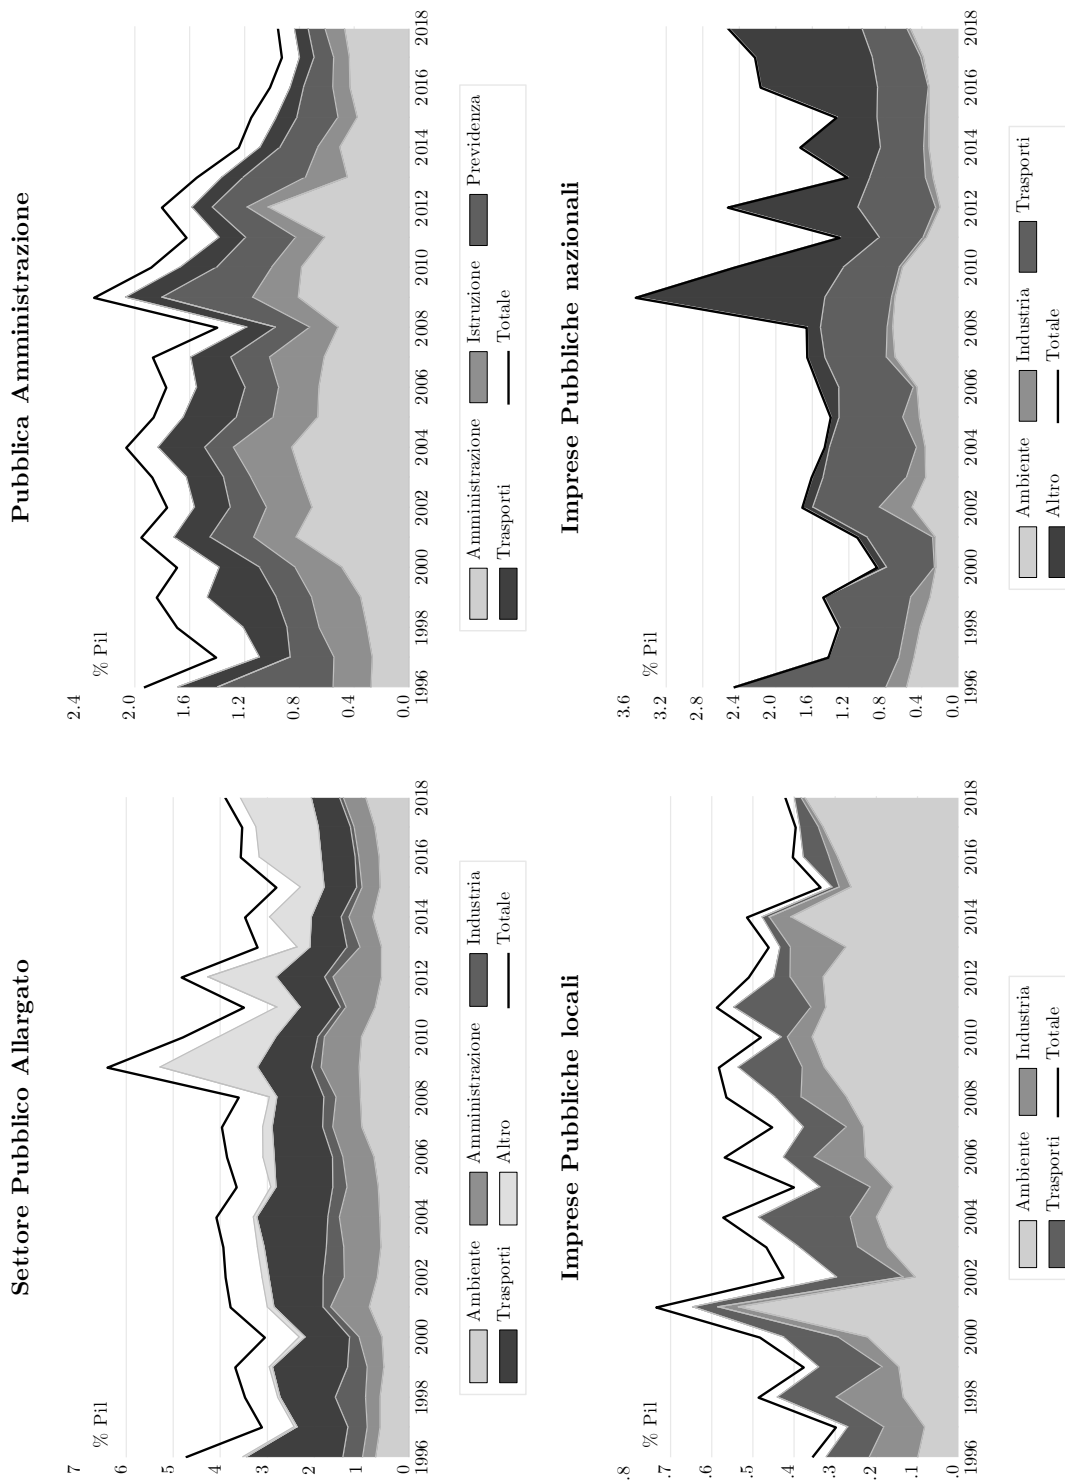 Settore Pubblico Allargato
% Pil
7
6
5
4
3
2
1
0
1996 1998 2000 2002 2004 2006 2008 2010 2012 2014 2016 2018
Ambiente Amministrazione Industria
Trasporti Altro Totale
Pubblica Amministrazione
% Pil
2.4
2.0
1.6
1.2
0.8
0.4
0.0
1996 1998 2000 2002 2004 2006 2008 2010 2012 2014 2016 2018
Amministrazione Istruzione Previdenza
Trasporti Totale
Imprese Pubbliche locali
% Pil
.8
.7
.6
.5
.4
.3
.2
.1
.0
1996 1998 2000 2002 2004 2006 2008 2010 2012 2014 2016 2018
Ambiente Industria
Trasporti Totale
Imprese Pubbliche nazionali
% Pil
3.6
3.2
2.8
2.4
2.0
1.6
1.2
0.8
0.4
0.0
1996 1998 2000 2002 2004 2006 2008 2010 2012 2014 2016 2018
Ambiente Industria Trasporti
Altro Totale